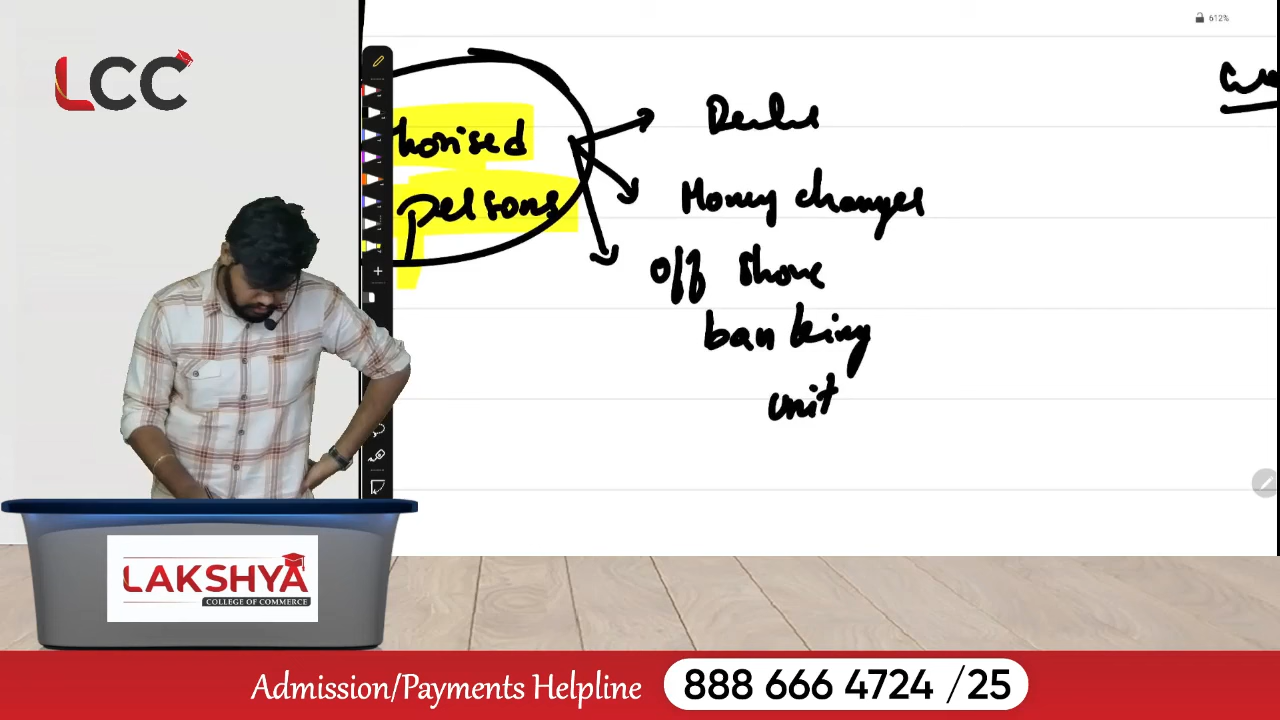 612%
LCC
horised
persons
Dealer
Money changer
off shore
banking
unit
LAKSHYA
COLLEGE OF COMMERCE
Admission/Payments Helpline 888 666 4724 /25